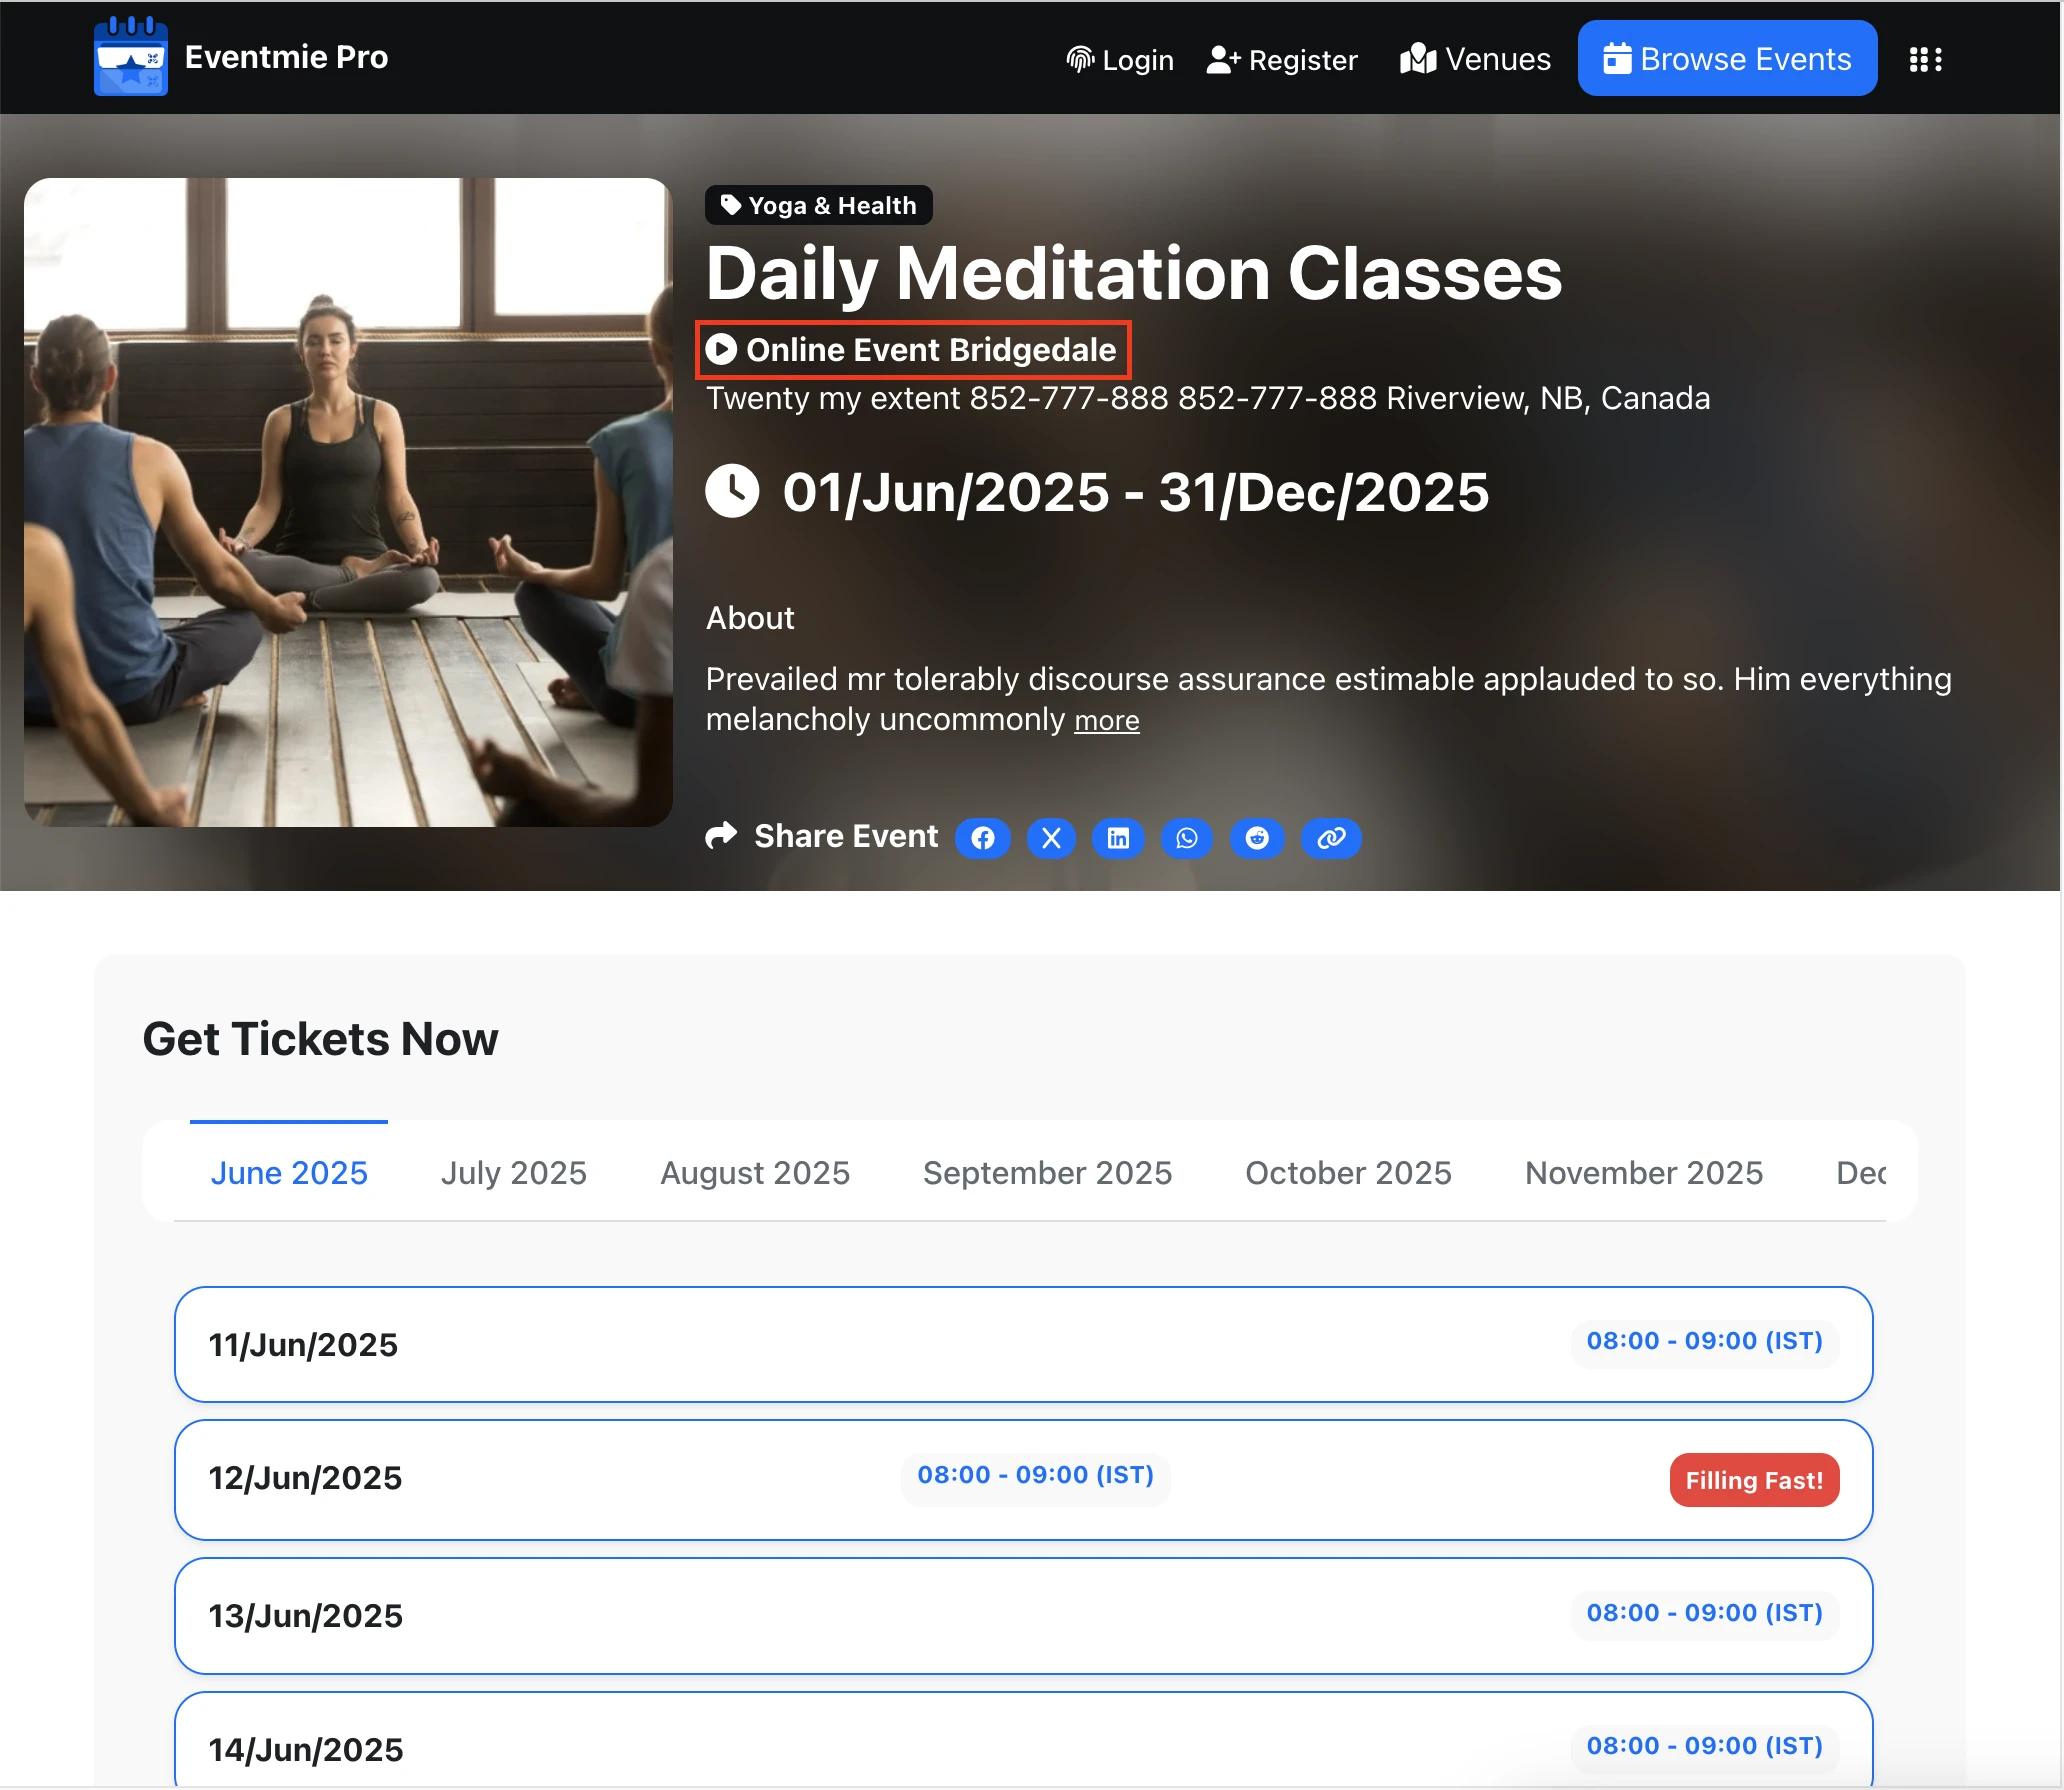 Eventmie Pro
Login
Register
Venues
Browse Events
Yoga & Health
Daily Meditation Classes
Online Event Bridgedale
Twenty my extent 852-777-888 852-777-888 Riverview, NB, Canada
01/Jun/2025 - 31/Dec/2025
About
Prevailed mr tolerably discourse assurance estimable applauded to so. Him everything
melancholy uncommonly more
Share Event
Get Tickets Now
June 2025
July 2025
August 2025
September 2025
October 2025
November 2025
Dec
11/Jun/2025
08:00 - 09:00 (IST)
12/Jun/2025
08:00 - 09:00 (IST)
Filling Fast!
13/Jun/2025
08:00 - 09:00 (IST)
14/Jun/2025
08:00 - 09:00 (IST)